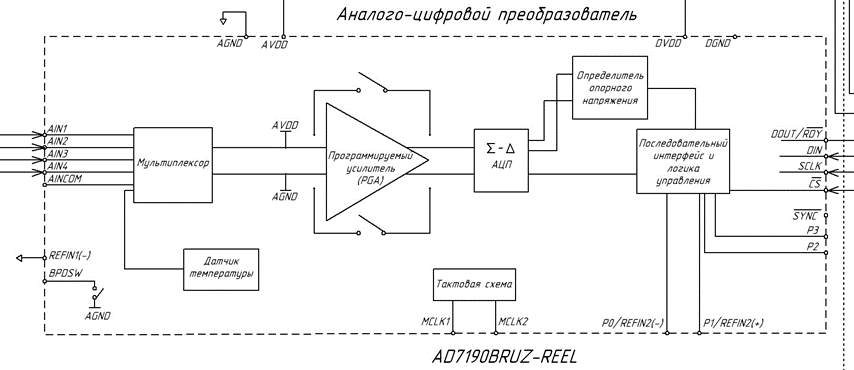 Аналого-цифровой преобразователь
AGND
AVDD
DVDD
DGND
Определитель
опорного
напряжения
AIN1
AIN2
AIN3
AIN4
AINCOM
Мультиплексор
AVDD
AGND
Программируемый
усилитель
(PGA)
Σ-Δ
АЦП
Последовательный
интерфейс и
логика
управления
DOUT/RDY
DIN
SCLK
CS
SYNC
P3
P2
REFIN1(-)
BPDSW
AGND
Датчик
температуры
Тактовая схема
MCLK1
MCLK2
P0/REFIN2(-)
P1/REFIN2(+)
AD7190BRUZ-REEL